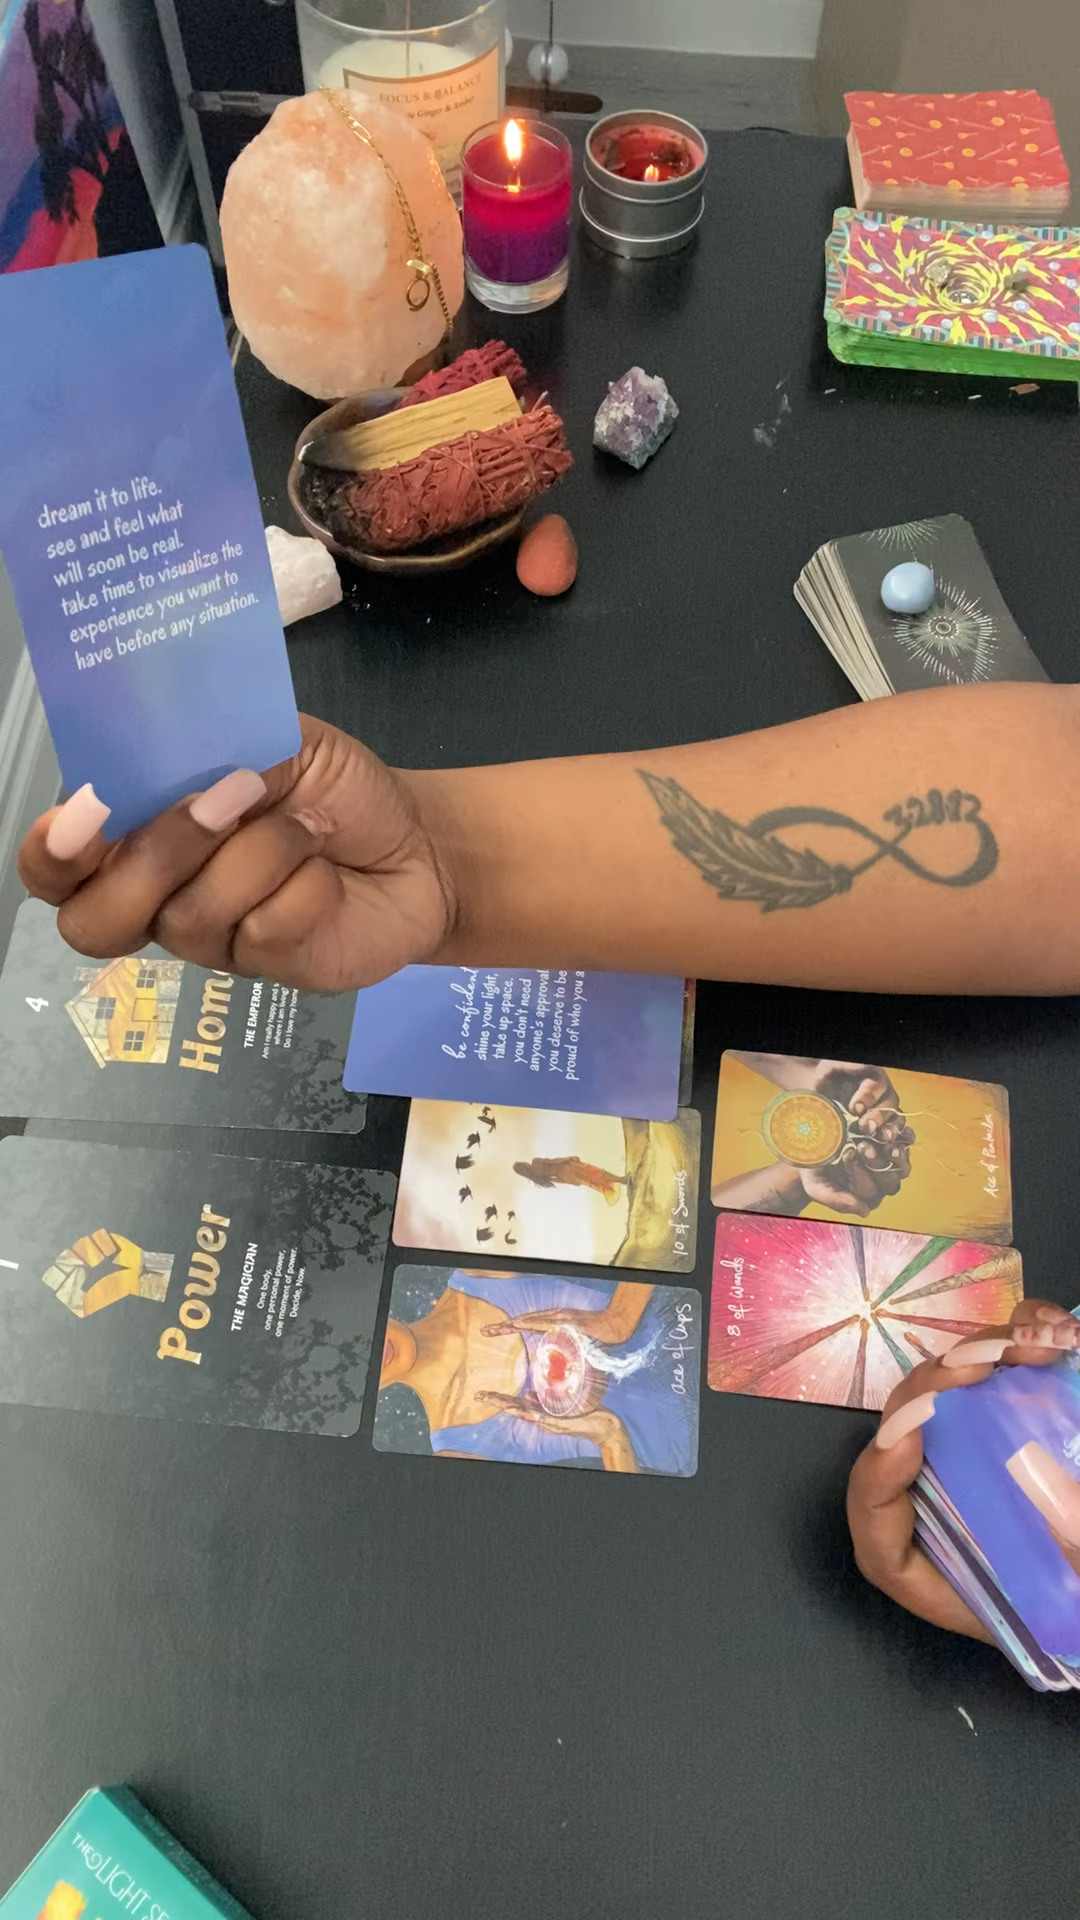 FOCUS & BALANCE
Ginger & Amber
dream it to life.
see and feel what
will soon be real.
take time to visualize the
experience you want to
have before any situation.
4
Home
THE EMPEROR
Am I really happy and
where I am living?
Do I love my home
be confident
shine your light,
take up space.
you don't need
anyone's approval
you deserve to be
proud of who you a
10 of Swords
Ace of Pentacles
1
Power
THE MAGICIAN
One body,
one personal power,
one moment of power.
Decide. Now.
ace of Cups
8 of Wands
THE LIGHT SE